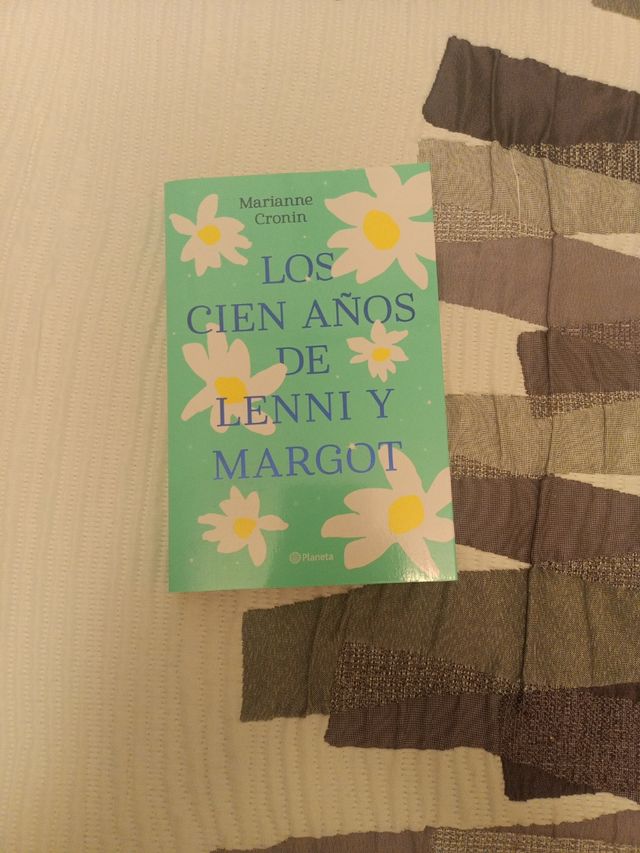 Marianne
Cronin
LOS
CIEN AÑOS
DE
LENNI Y
MARGOT
Planeta